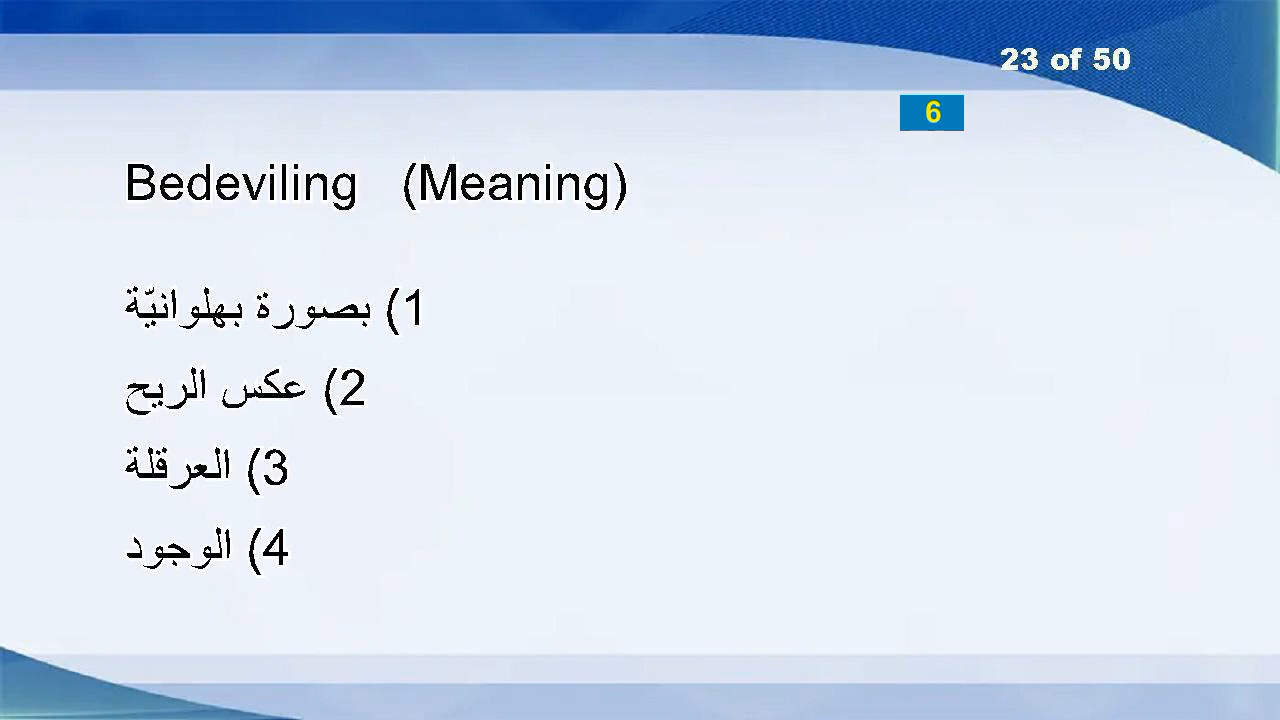 23 of 50
6
Bedeviling (Meaning)
1) بصورة بهلوانيّة
2) عكس الريح
3) العرقلة
4) الوجود